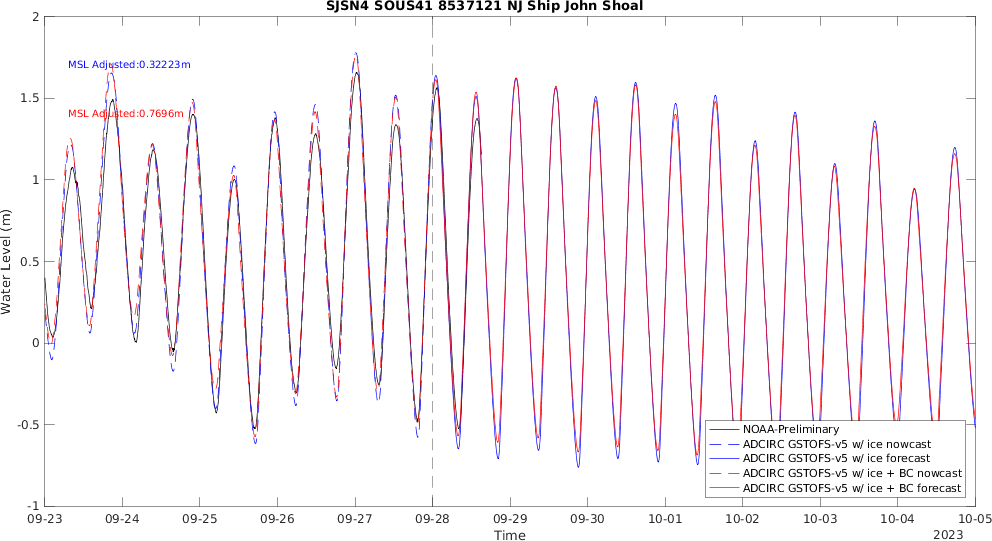 SJSN4 SOUS41 8537121 NJ Ship John Shoal
MSL Adjusted:0.32223m
MSL Adjusted:0.7696m
Water Level (m)
2
1.5
1
0.5
0
-0.5
-1
NOAA-Preliminary
ADCIRC GSTOFS-v5 w/ ice nowcast
ADCIRC GSTOFS-v5 w/ ice forecast
ADCIRC GSTOFS-v5 w/ ice + BC nowcast
ADCIRC GSTOFS-v5 w/ ice + BC forecast
09-23 09-24 09-25 09-26 09-27 09-28 09-29 09-30 10-01 10-02 10-03 10-04 10-05
Time
2023